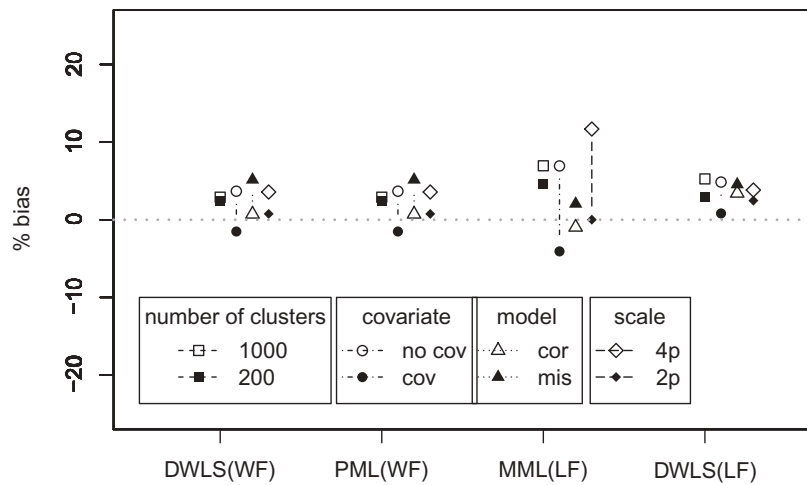 % bias
20
10
0
−10
−20
number of clusters
1000
200
covariate
no cov
cov
model
cor
mis
scale
4p
2p
DWLS(WF)
PML(WF)
MML(LF)
DWLS(LF)